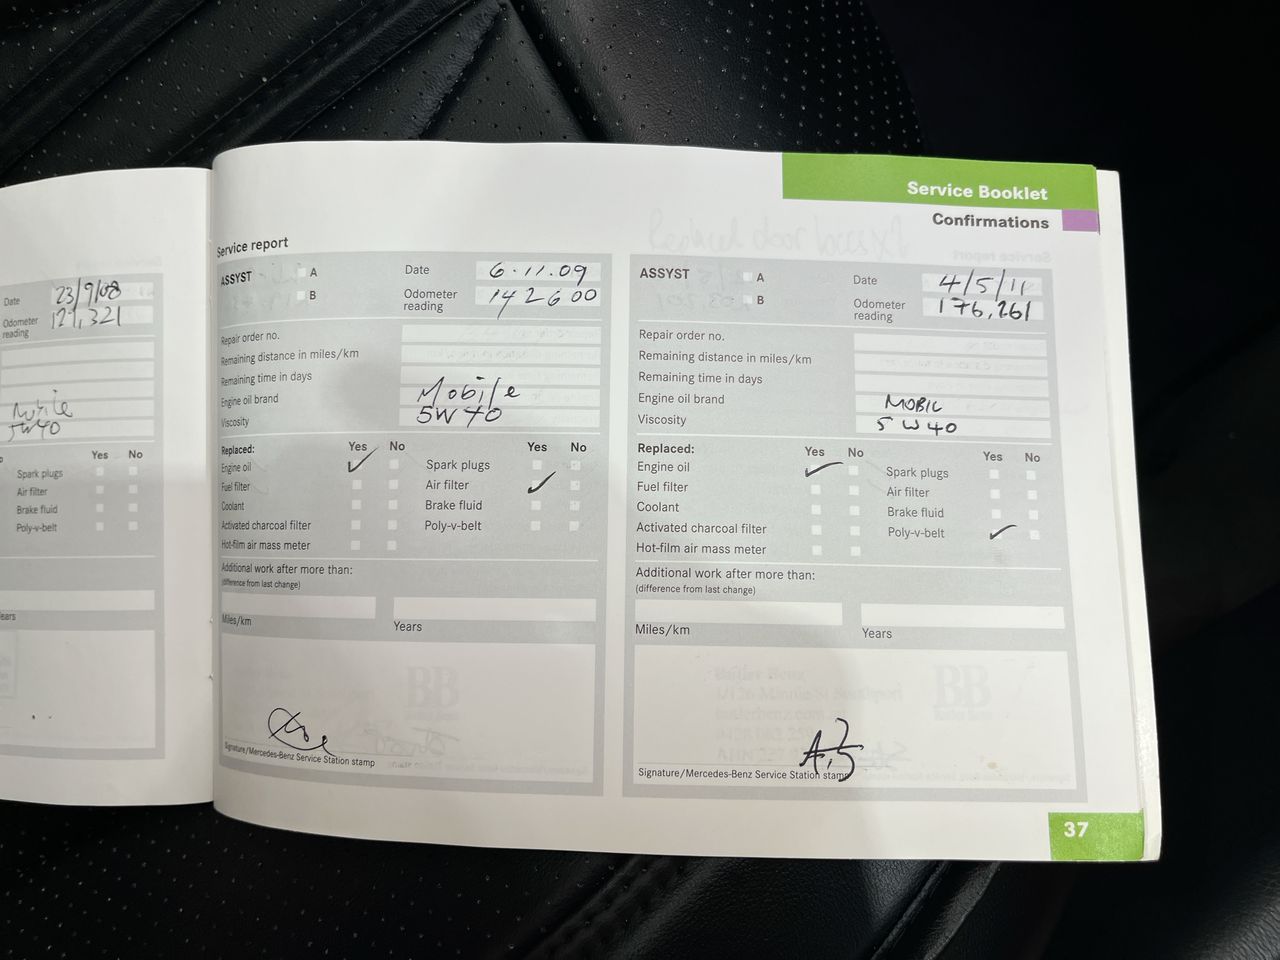 Service Booklet
Confirmations
Date 23/9/08
Odometer reading 127,321
Mobile
5W40
Yes No
Spark plugs
Air filter
Brake fluid
Poly-v-belt
Service report
ASSYST A
B
Date 6.11.09
Odometer reading 142600
Repair order no.
Remaining distance in miles/km
Remaining time in days
Engine oil brand Mobile
Viscosity 5W40
Replaced: Yes No Yes No
Engine oil Spark plugs
Fuel filter Air filter
Coolant Brake fluid
Activated charcoal filter Poly-v-belt
Hot-film air mass meter
Additional work after more than:
(difference from last change)
Miles/km Years
Signature/Mercedes-Benz Service Station stamp
ASSYST A
B
Date 4/5/11
Odometer reading 176,261
Repair order no.
Remaining distance in miles/km
Remaining time in days
Engine oil brand MOBIL
Viscosity 5W40
Replaced: Yes No Yes No
Engine oil Spark plugs
Fuel filter Air filter
Coolant Brake fluid
Activated charcoal filter Poly-v-belt
Hot-film air mass meter
Additional work after more than:
(difference from last change)
Miles/km Years
Signature/Mercedes-Benz Service Station stamp
37